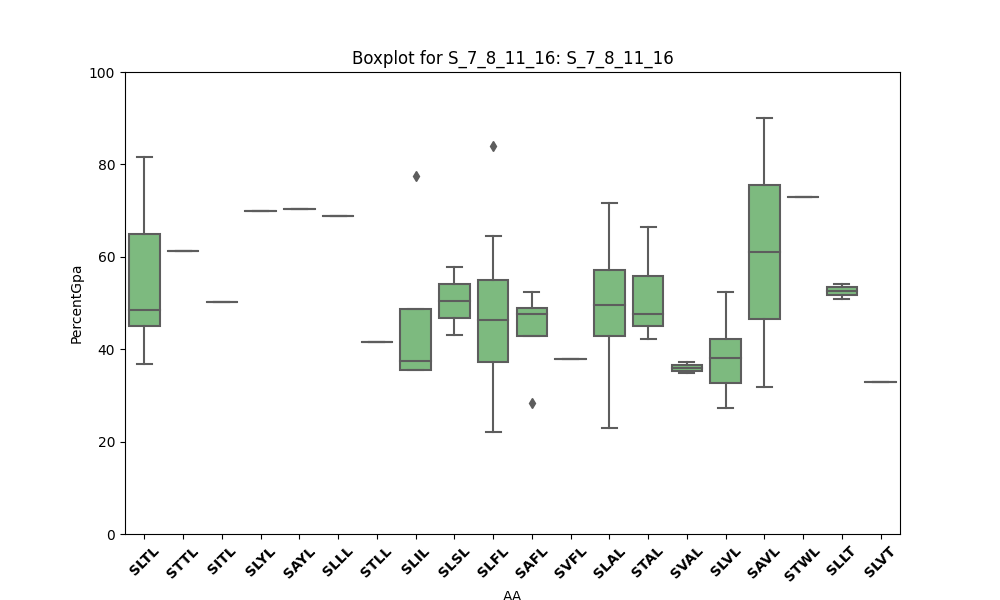 Boxplot for S_7_8_11_16: S_7_8_11_16
100
80
60
40
20
0
PercentGpa
SLTL
STTL
SITL
SLYL
SAYL
SLLL
STLL
SLIL
SLSL
SLFL
SAFL
SVFL
SLAL
STAL
SVAL
SLVL
SAVL
STWL
SLLT
SLVT
AA